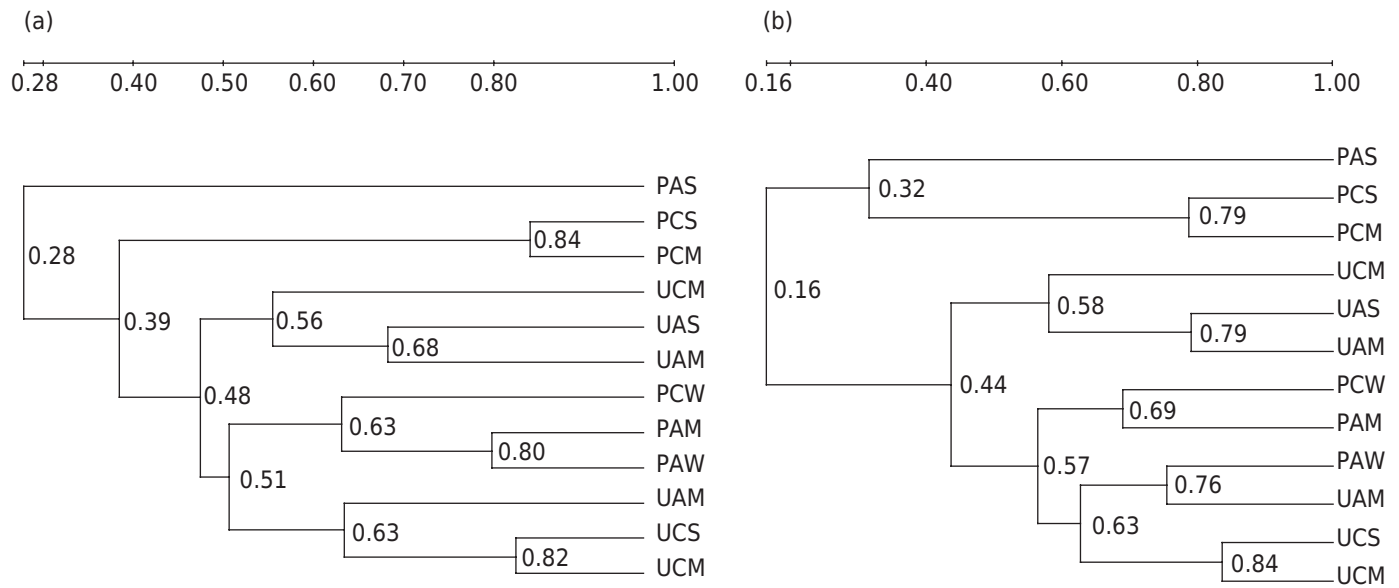 (a)
0.28 0.40 0.50 0.60 0.70 0.80 1.00
PAS
PCS
0.84
PCM
0.28
UCM
0.39
0.56
UAS
0.68
UAM
0.48
PCW
0.63
PAM
0.80
PAW
0.51
UAM
0.63
UCS
0.82
UCM
(b)
0.16 0.40 0.60 0.80 1.00
PAS
0.32
PCS
0.79
PCM
UCM
0.16
0.58
UAS
0.79
UAM
0.44
PCW
0.69
PAM
0.57
PAW
0.76
UAM
0.63
UCS
0.84
UCM